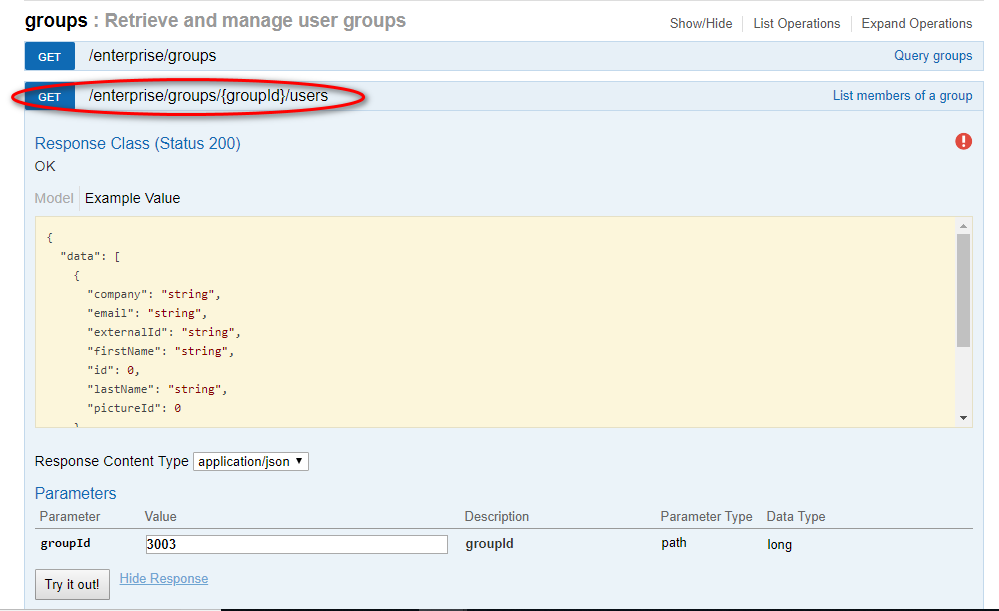 groups : Retrieve and manage user groups
Show/Hide List Operations Expand Operations
GET /enterprise/groups Query groups
GET /enterprise/groups/{groupId}/users List members of a group
Response Class (Status 200)
OK
Model Example Value
{
"data": [
{
"company": "string",
"email": "string",
"externalId": "string",
"firstName": "string",
"id": 0,
"lastName": "string",
"pictureId": 0
}
Response Content Type application/json
Parameters
Parameter Value Description Parameter Type Data Type
groupId 3003 groupId path long
Try it out! Hide Response